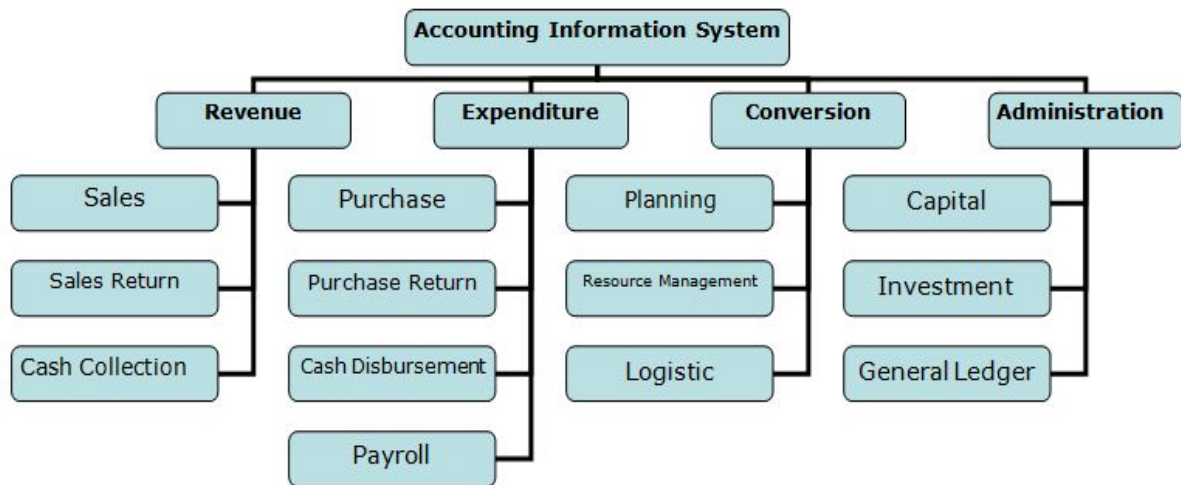 Accounting Information System
Revenue
Expenditure
Conversion
Administration
Sales
Purchase
Planning
Capital
Sales Return
Purchase Return
Resource Management
Investment
Cash Collection
Cash Disbursement
Logistic
General Ledger
Payroll